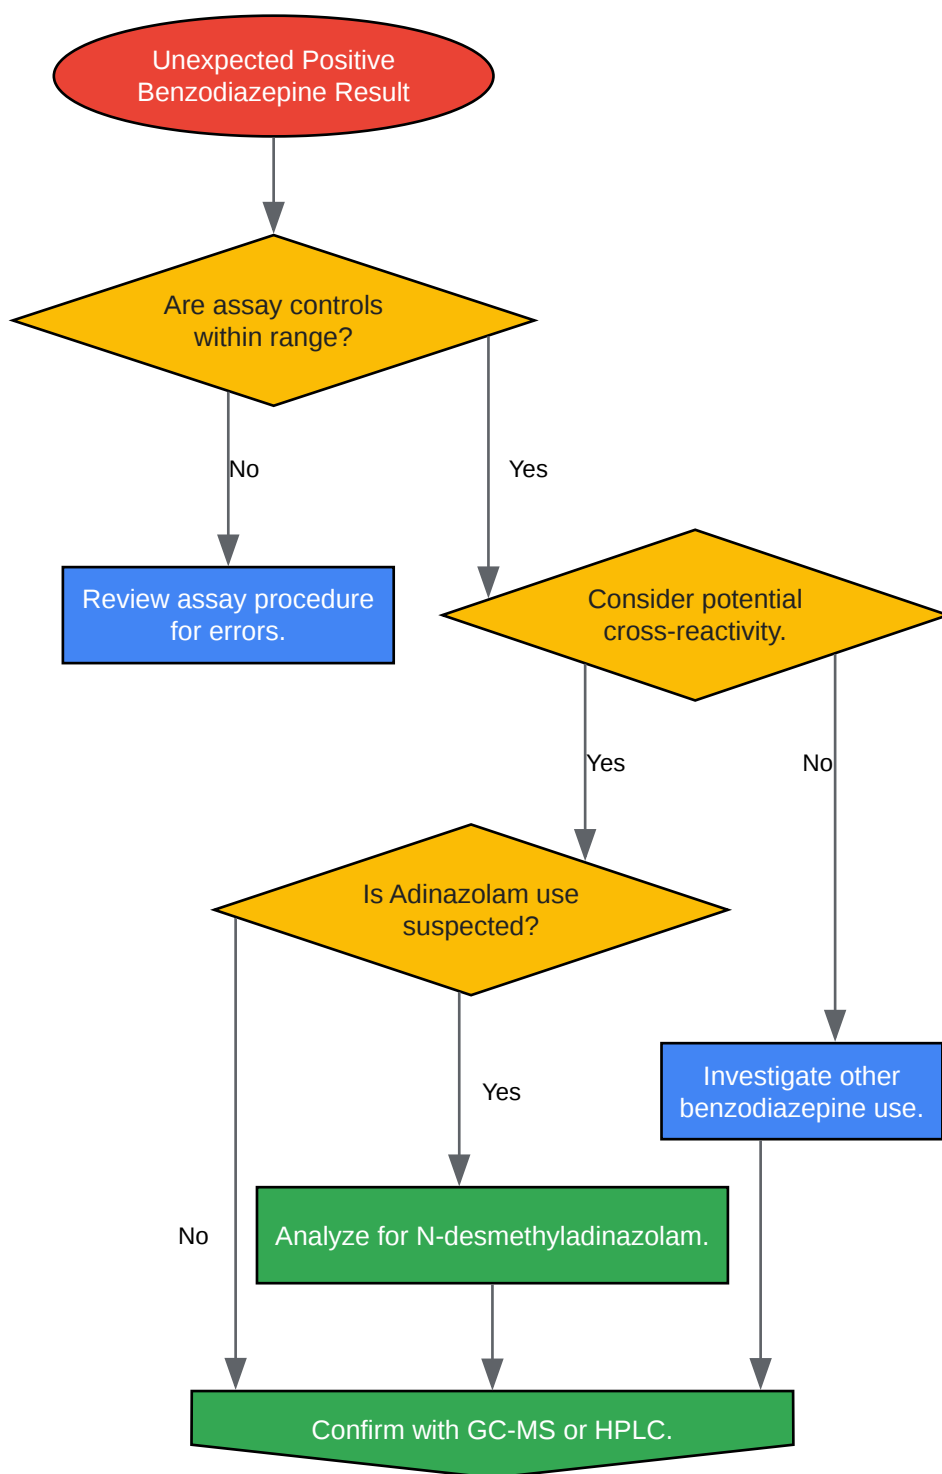 Unexpected Positive
Benzodiazepine Result
Are assay controls
within range?
No
Yes
Review assay procedure
for errors.
Consider potential
cross-reactivity.
Yes
No
Is Adinazolam use
suspected?
Investigate other
benzodiazepine use.
Yes
No
Analyze for N-desmethyladinazolam.
Confirm with GC-MS or HPLC.